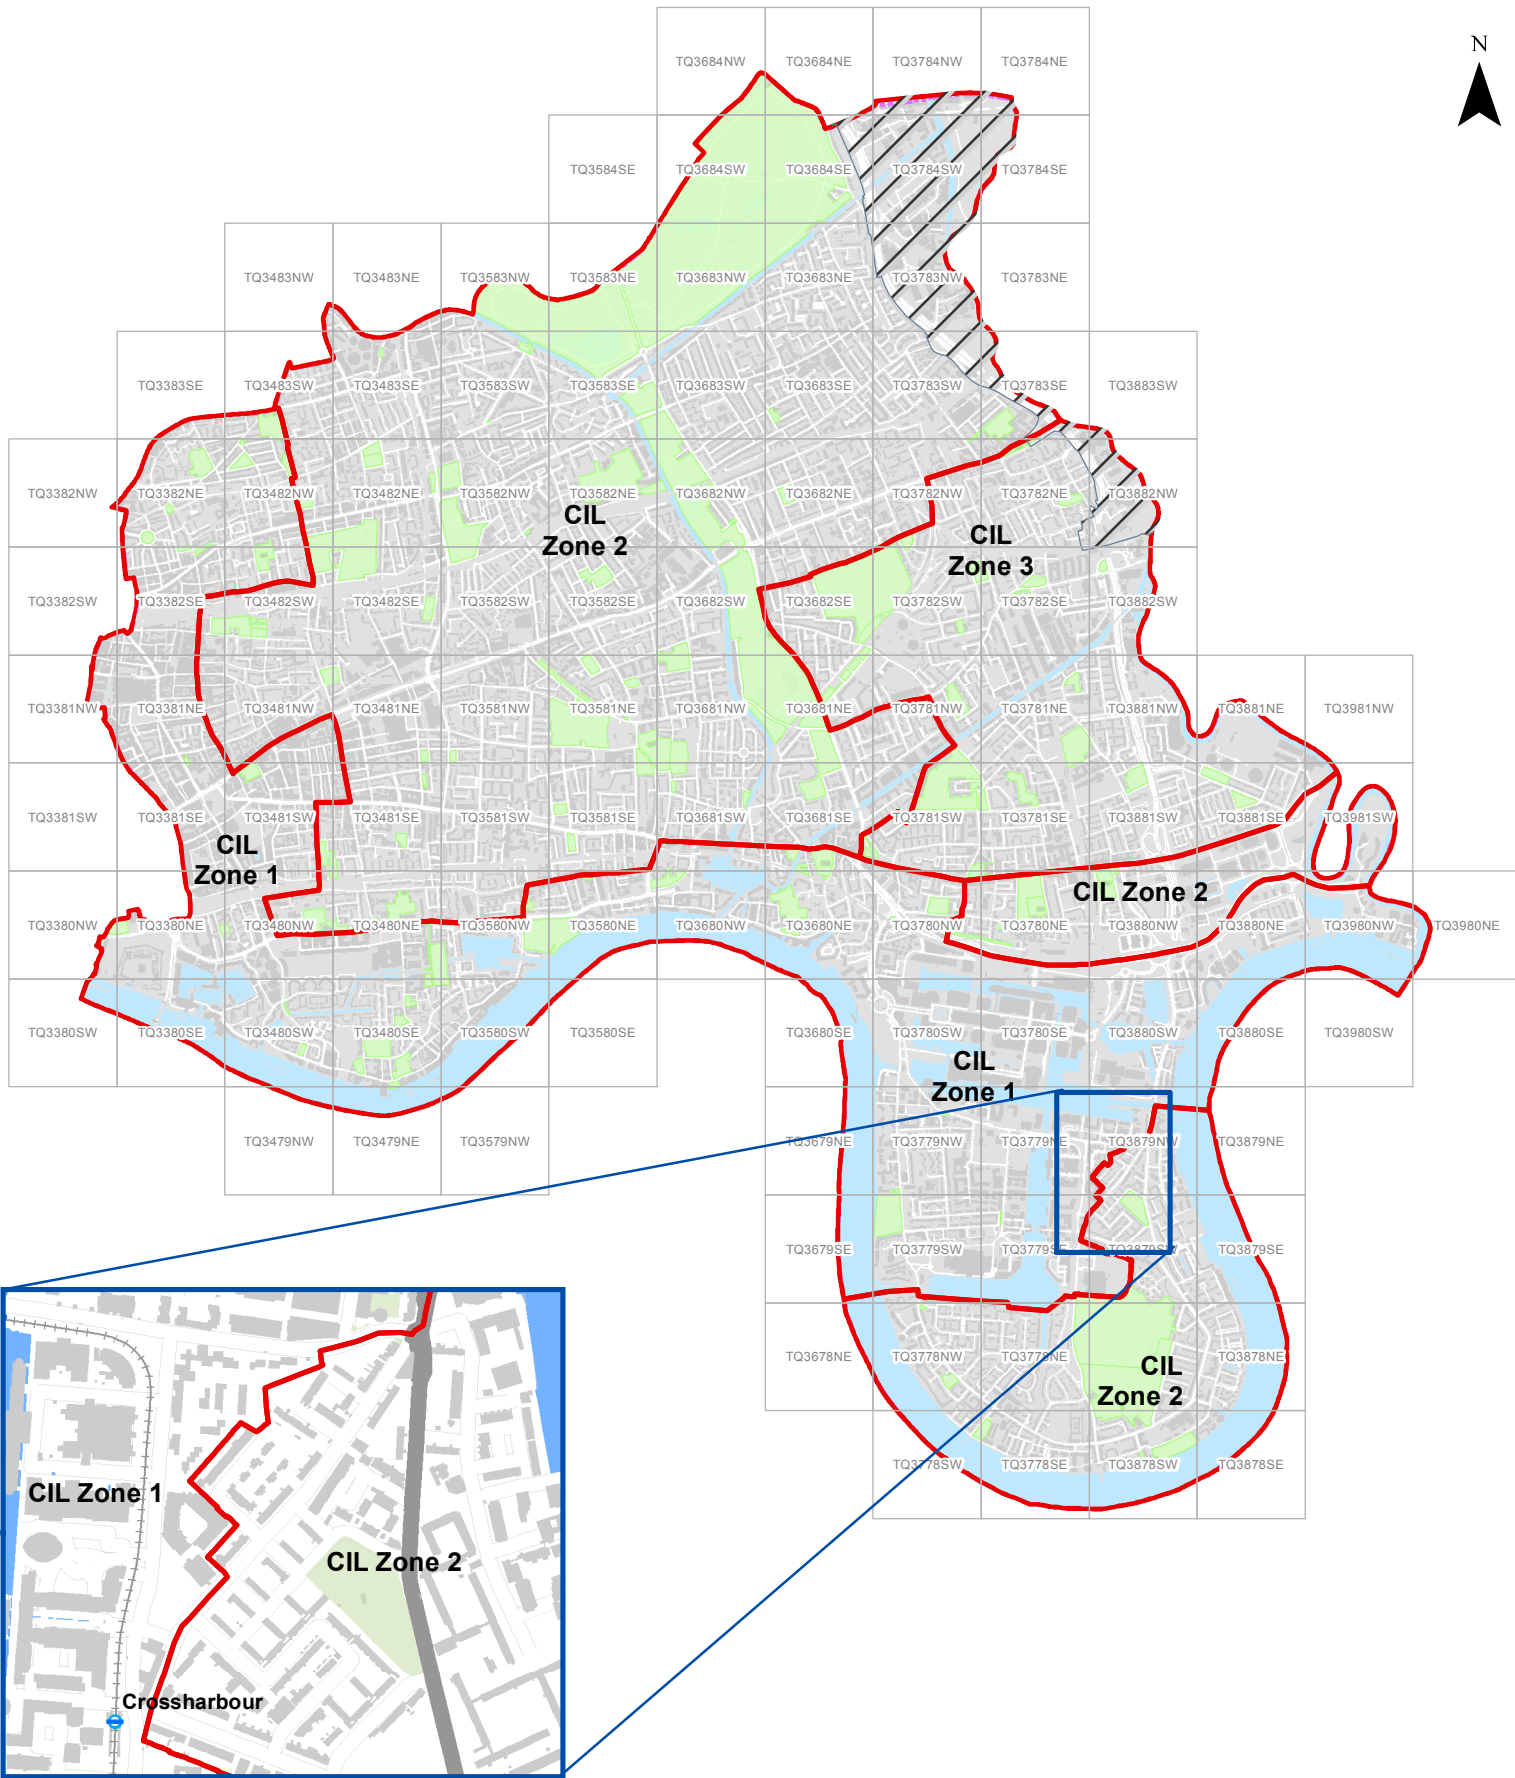 N
TQ3684NW TQ3684NE TQ3784NW TQ3784NE
TQ3584SE TQ3684SW TQ3684SE TQ3784SW TQ3784SE
TQ3483NW TQ3483NE TQ3583NW TQ3583NE TQ3683NW TQ3683NE TQ3783NW TQ3783NE
TQ3383SE TQ3483SW TQ3483SE TQ3583SW TQ3583SE TQ3683SW TQ3683SE TQ3783SW TQ3783SE TQ3883SW
TQ3382NW TQ3382NE TQ3482NW TQ3482NE TQ3582NW TQ3582NE TQ3682NW TQ3682NE TQ3782NW TQ3782NE TQ3882NW
CIL
Zone 2
CIL
Zone 3
TQ3382SW TQ3382SE TQ3482SW TQ3482SE TQ3582SW TQ3582SE TQ3682SW TQ3682SE TQ3782SW TQ3782SE TQ3882SW
TQ3381NW TQ3381NE TQ3481NW TQ3481NE TQ3581NW TQ3581NE TQ3681NW TQ3681NE TQ3781NW TQ3781NE TQ3881NW TQ3881NE TQ3981NW
TQ3381SW TQ3381SE TQ3481SW TQ3481SE TQ3581SW TQ3581SE TQ3681SW TQ3681SE TQ3781SW TQ3781SE TQ3881SW TQ3881SE TQ3981SW
CIL
Zone 1
CIL Zone 2
TQ3380NW TQ3380NE TQ3480NW TQ3480NE TQ3580NW TQ3580NE TQ3680NW TQ3680NE TQ3780NW TQ3780NE TQ3880NW TQ3880NE TQ3980NW TQ3980NE
TQ3380SW TQ3380SE TQ3480SW TQ3480SE TQ3580SW TQ3580SE TQ3680SE TQ3780SW TQ3780SE TQ3880SW TQ3880SE TQ3980SW
CIL
Zone 1
TQ3479NW TQ3479NE TQ3579NW TQ3679NE TQ3779NW TQ3779NE TQ3879NW TQ3879NE
TQ3679SE TQ3779SW TQ3779SE TQ3879SW TQ3879SE
TQ3678NE TQ3778NW TQ3778NE TQ3878NE
CIL
Zone 2
TQ3778SW TQ3778SE TQ3878SW TQ3878SE
CIL Zone 1
CIL Zone 2
Crossharbour